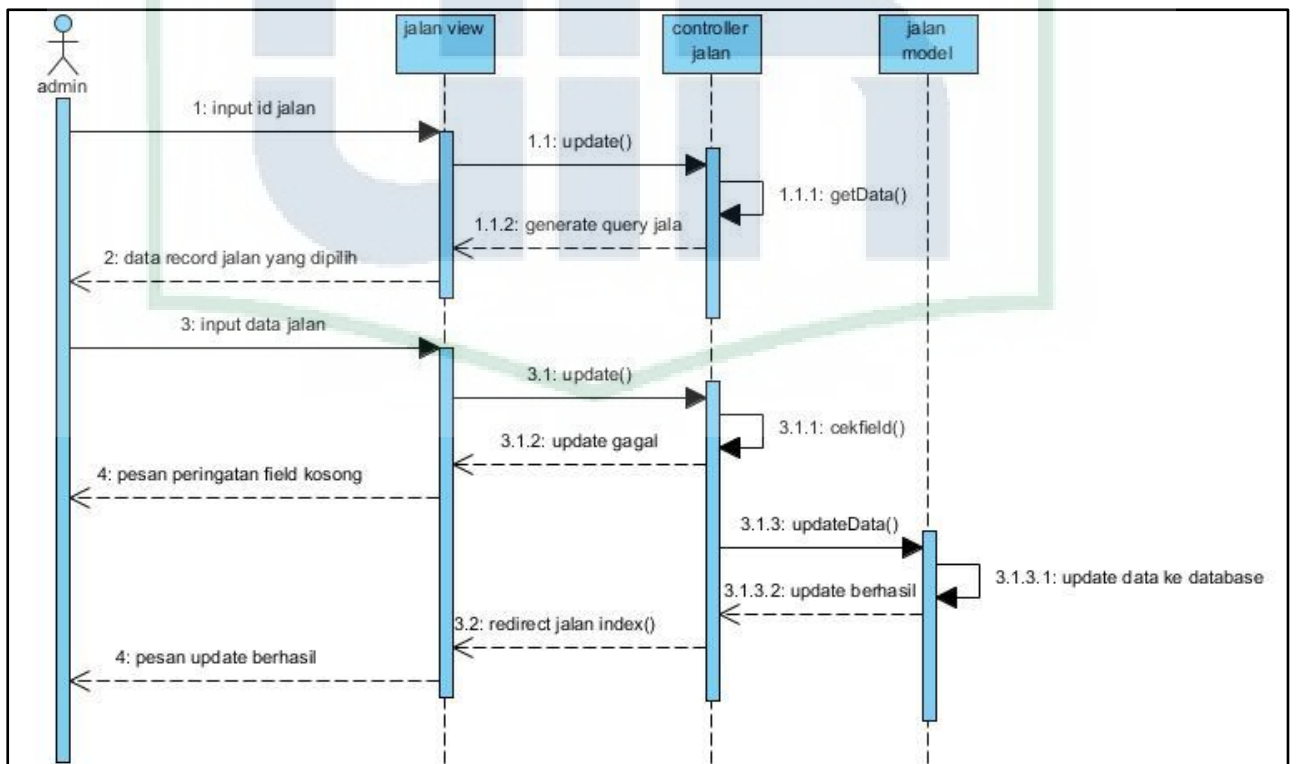 jalan view
controller
jalan
jalan
model
admin
1: input id jalan
1.1: update()
1.1.1: getData()
1.1.2: generate query jala
2: data record jalan yang dipilih
3: input data jalan
3.1: update()
3.1.1: cekfield()
3.1.2: update gagal
4: pesan peringatan field kosong
3.1.3: updateData()
3.1.3.1: update data ke database
3.1.3.2: update berhasil
3.2: redirect jalan index()
4: pesan update berhasil